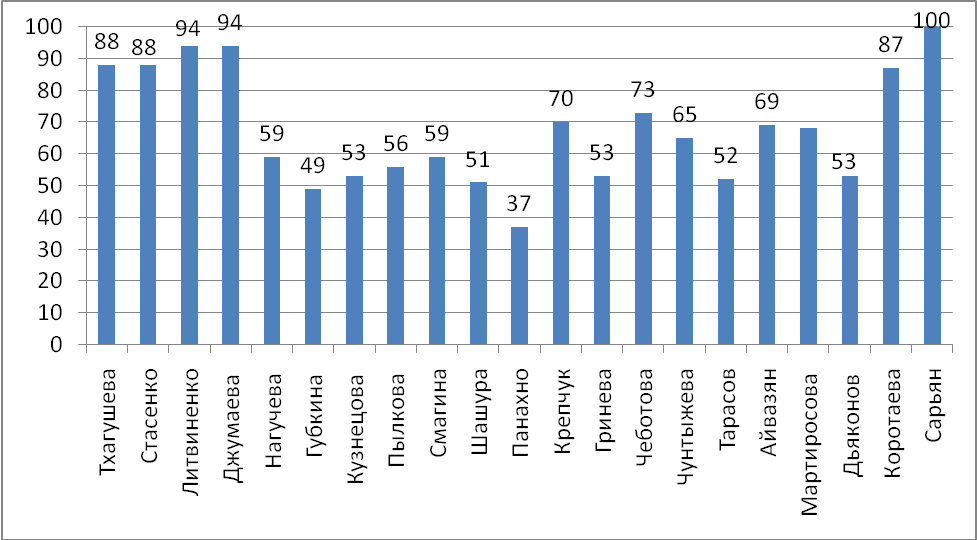 100
90
80
70
60
50
40
30
20
10
0
88
88
94
94
59
49
53
56
59
51
37
70
53
73
65
52
69
53
87
100
Тхагушева
Стасенко
Литвиненко
Джумаева
Нагучева
Губкина
Кузнецова
Пылкова
Смагина
Шашура
Панахно
Крепчук
Гринева
Чеботова
Чунтыжева
Тарасов
Айвазян
Мартиросова
Дьяконов
Коротаева
Сарьян